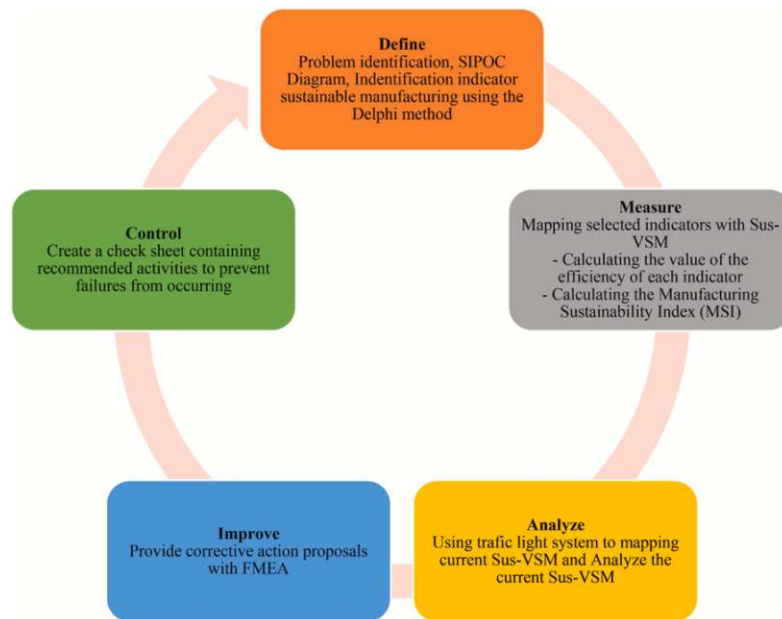 Define
Problem identification, SIPOC
Diagram, Indentification indicator
sustainable manufacturing using the
Delphi method
Measure
Mapping selected indicators with Sus-
VSM
- Calculating the value of the
efficiency of each indicator
- Calculating the Manufacturing
Sustainability Index (MSI)
Analyze
Using trafic light system to mapping
current Sus-VSM and Analyze the
current Sus-VSM
Improve
Provide corrective action proposals
with FMEA
Control
Create a check sheet containing
recommended activities to prevent
failures from occurring